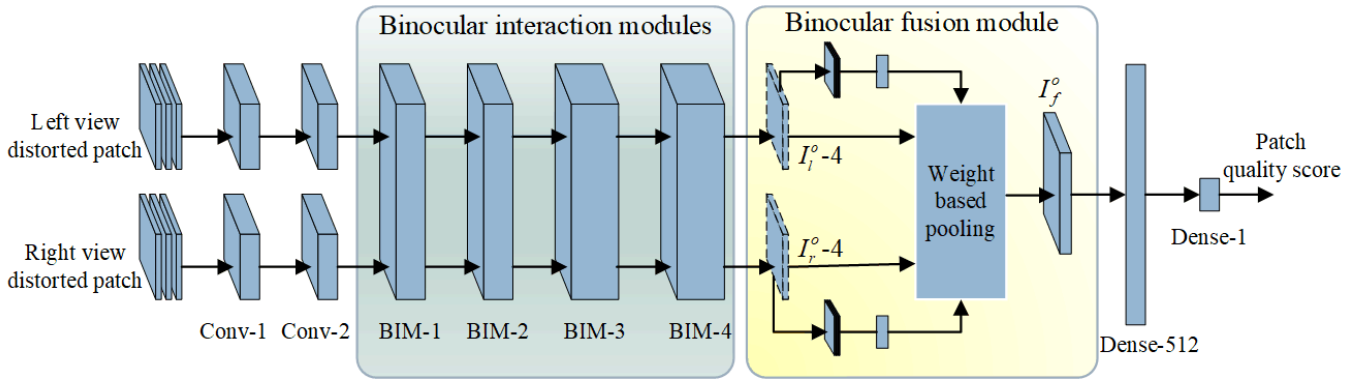 Binocular interaction modules
Binocular fusion module
Left view
distorted patch
Right view
distorted patch
Conv-1
Conv-2
BIM-1
BIM-2
BIM-3
BIM-4
I_l^o-4
I_r^o-4
Weight
based
pooling
I_f^o
Dense-512
Dense-1
Patch
quality score